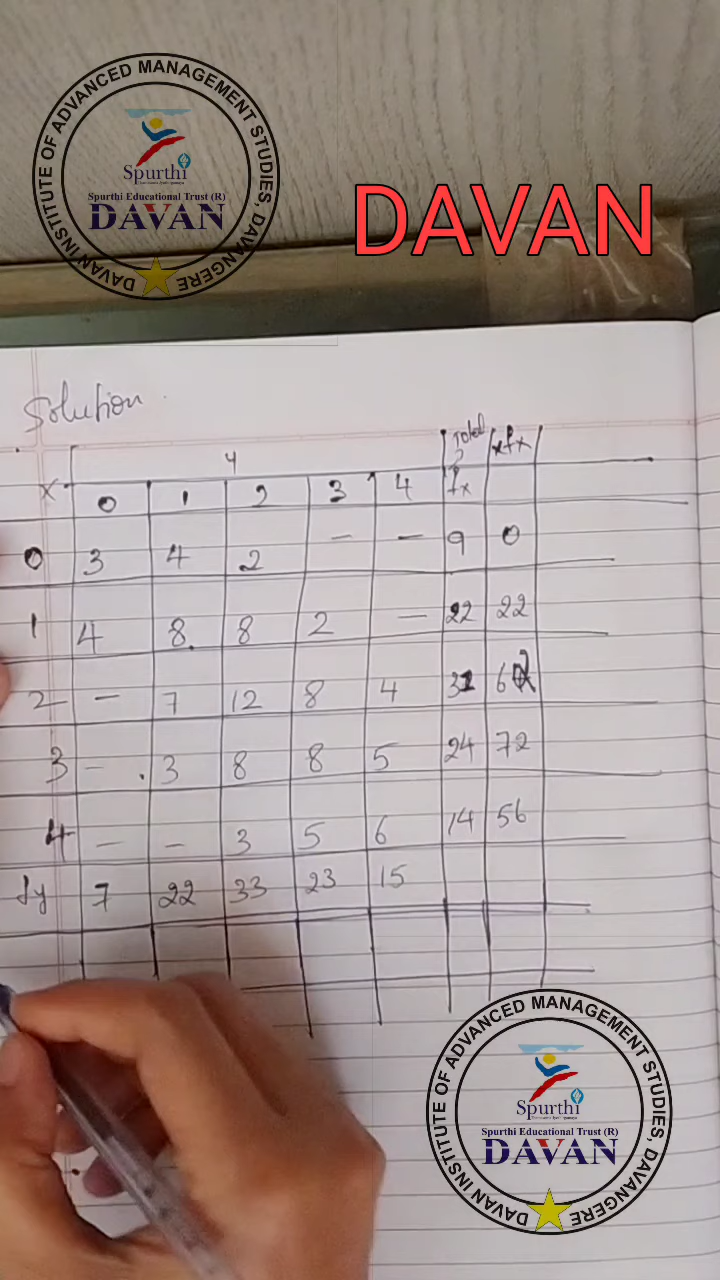 DAVAN INSTITUTE OF ADVANCED MANAGEMENT STUDIES, DAVANGERE
Spurthi
Spurthi Educational Trust (R)
DAVAN
DAVAN
Solution
y Total xfx
x 0 1 2 3 4 fx
0 3 4 2 — — 9 0
1 4 8 8 2 — 22 22
2 — 7 12 8 4 31 62
3 — 3 8 8 5 24 72
4 — — 3 5 6 14 56
fy 7 22 33 23 15
DAVAN INSTITUTE OF ADVANCED MANAGEMENT STUDIES, DAVANGERE
Spurthi
Spurthi Educational Trust (R)
DAVAN